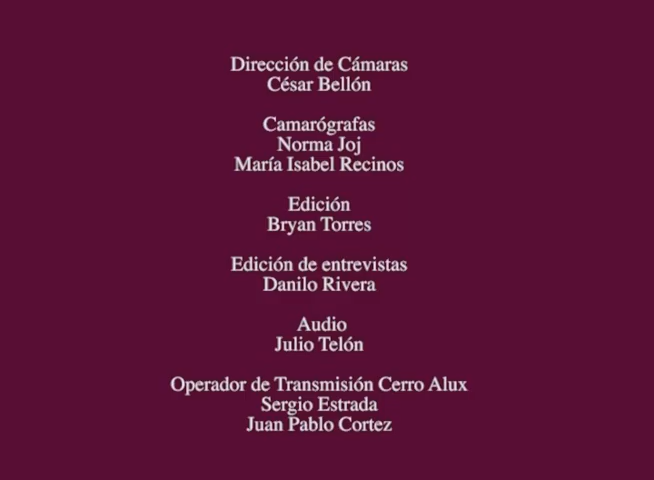 Dirección de Cámaras
César Bellón
Camarógrafas
Norma Joj
María Isabel Recinos
Edición
Bryan Torres
Edición de entrevistas
Danilo Rivera
Audio
Julio Telón
Operador de Transmisión Cerro Alux
Sergio Estrada
Juan Pablo Cortez